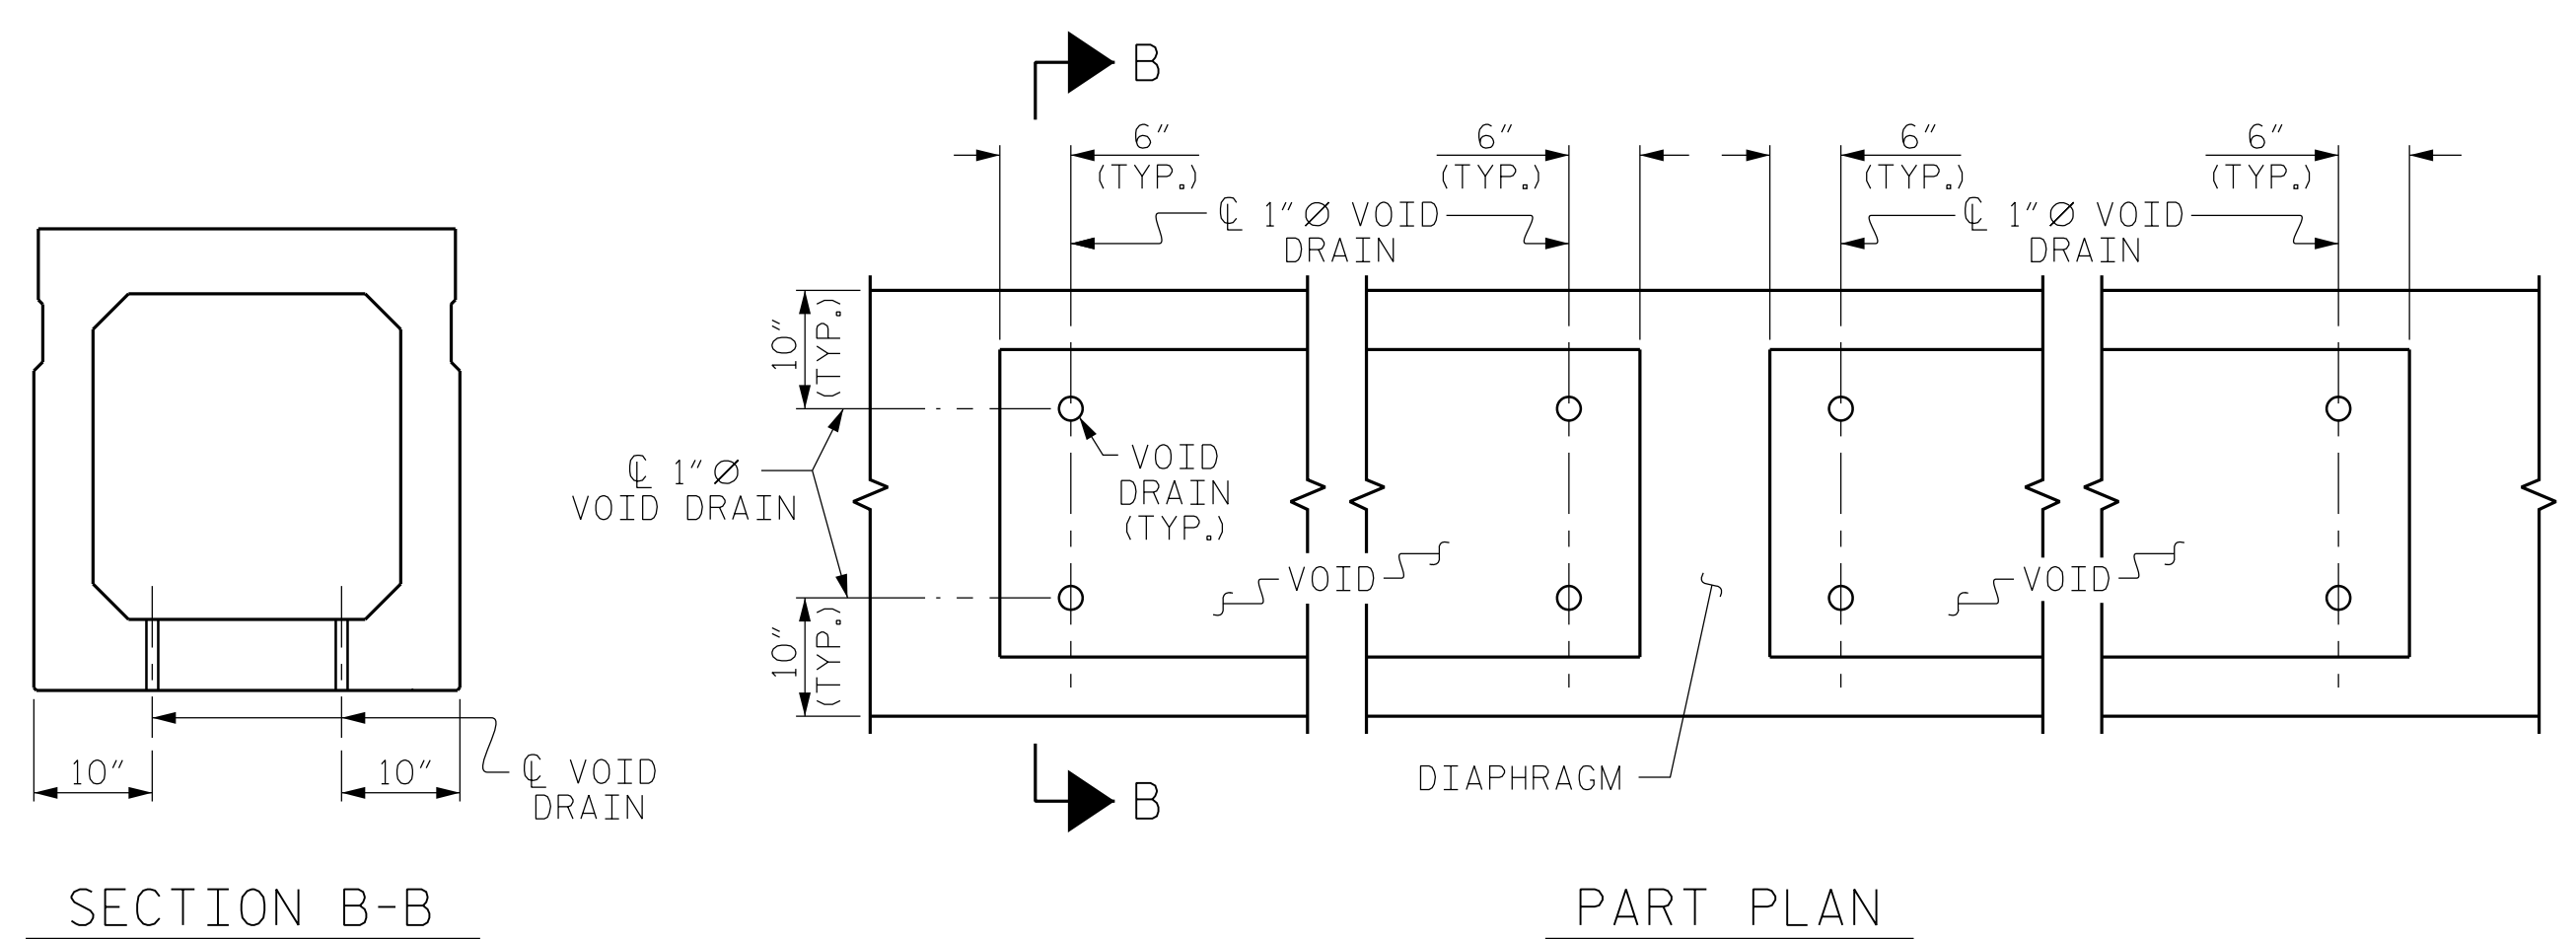 B
6" 6" 6" 6"
(TYP.) (TYP.) (TYP.) (TYP.)
℄ 1"Ø VOID
DRAIN
℄ 1"Ø VOID
DRAIN
10"
(TYP.)
℄ 1"Ø
VOID DRAIN
VOID
DRAIN
(TYP.)
VOID
VOID
10"
(TYP.)
DIAPHRAGM
B
10" 10"
℄ VOID
DRAIN
SECTION B-B
PART PLAN